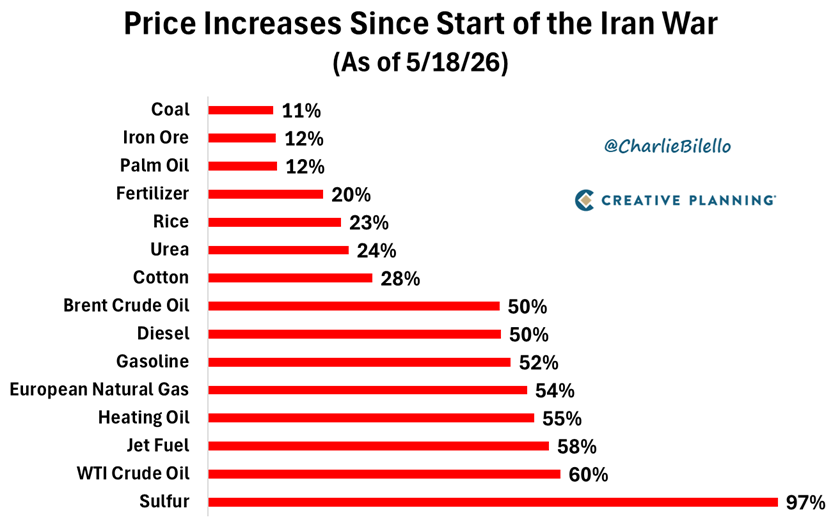 Price Increases Since Start of the Iran War
(As of 5/18/26)
Coal 11%
Iron Ore 12%
@CharlieBilello
Palm Oil 12%
Fertilizer 20%
CREATIVE PLANNING
Rice 23%
Urea 24%
Cotton 28%
Brent Crude Oil 50%
Diesel 50%
Gasoline 52%
European Natural Gas 54%
Heating Oil 55%
Jet Fuel 58%
WTI Crude Oil 60%
Sulfur 97%